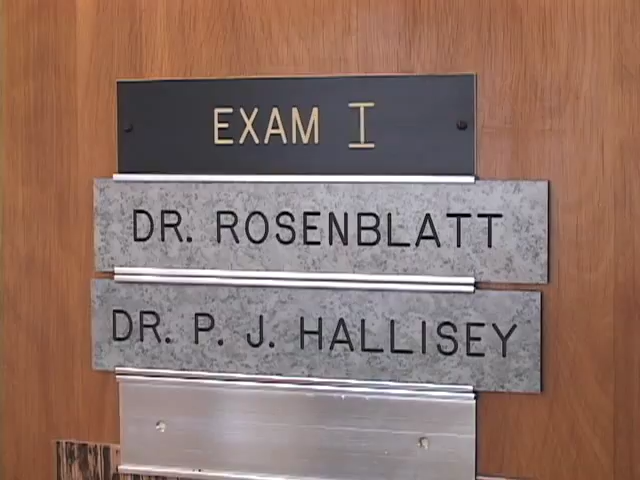 EXAM I
DR. ROSENBLATT
DR. P. J. HALLISEY